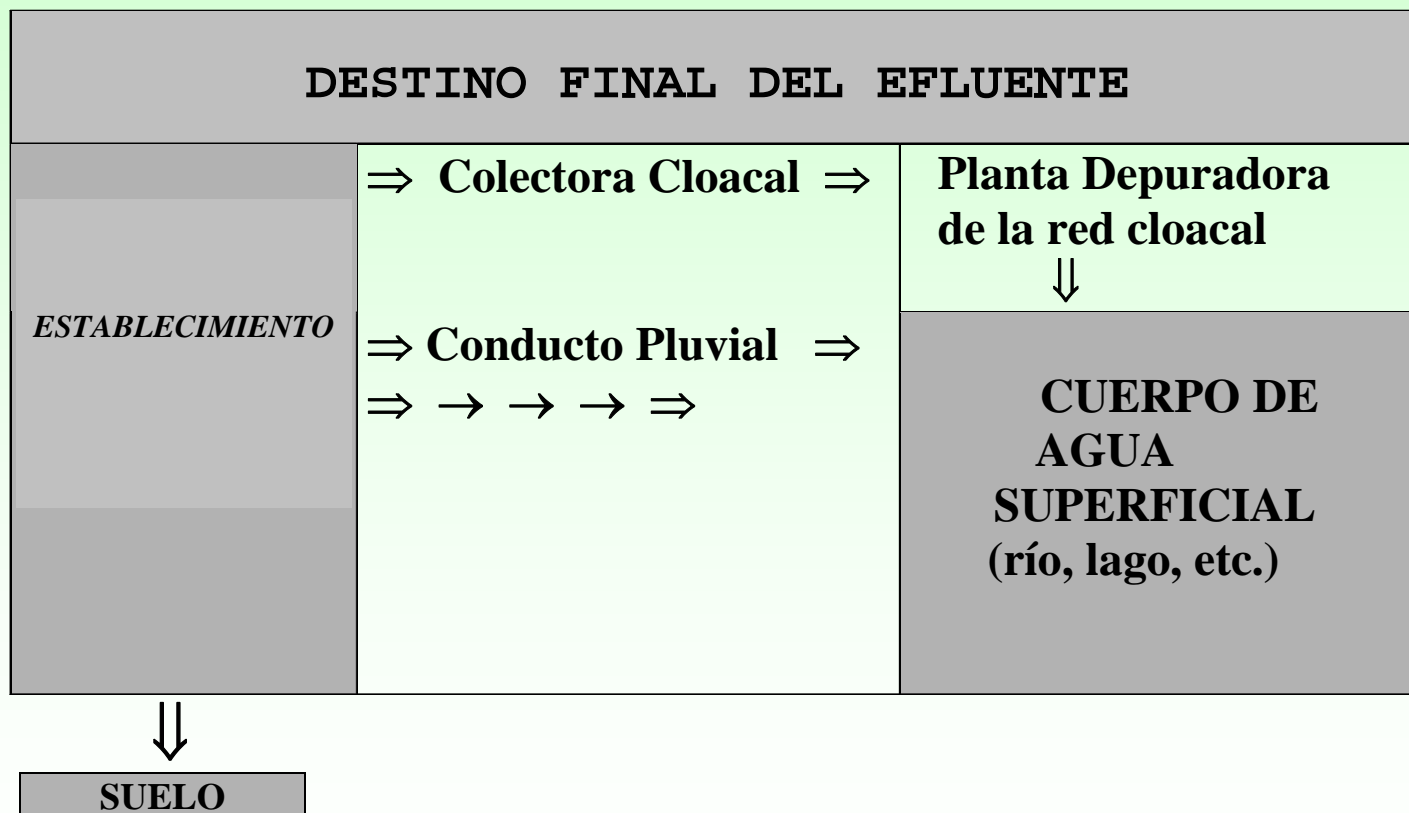 DESTINO FINAL DEL EFLUENTE
ESTABLECIMIENTO
⇒ Colectora Cloacal ⇒
⇒ Conducto Pluvial ⇒
⇒ → → → ⇒
Planta Depuradora
de la red cloacal
⇓
CUERPO DE
AGUA
SUPERFICIAL
(río, lago, etc.)
⇓
SUELO